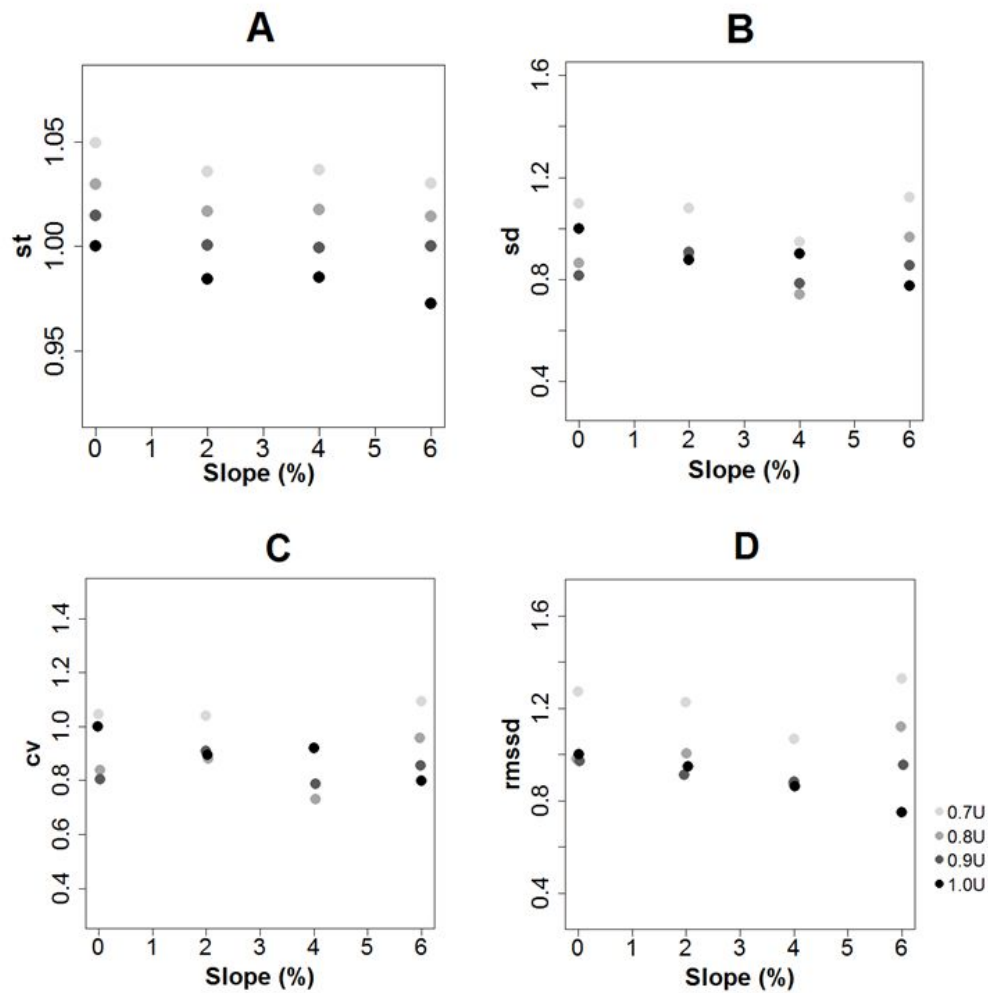 A
B
st
0.95 1.00 1.05
0 1 2 3 4 5 6
Slope (%)
sd
0.4 0.8 1.2 1.6
0 1 2 3 4 5 6
Slope (%)
C
D
cv
0.4 0.6 0.8 1.0 1.2 1.4
0 1 2 3 4 5 6
Slope (%)
rmssd
0.4 0.8 1.2 1.6
0 1 2 3 4 5 6
Slope (%)
0.7U
0.8U
0.9U
1.0U